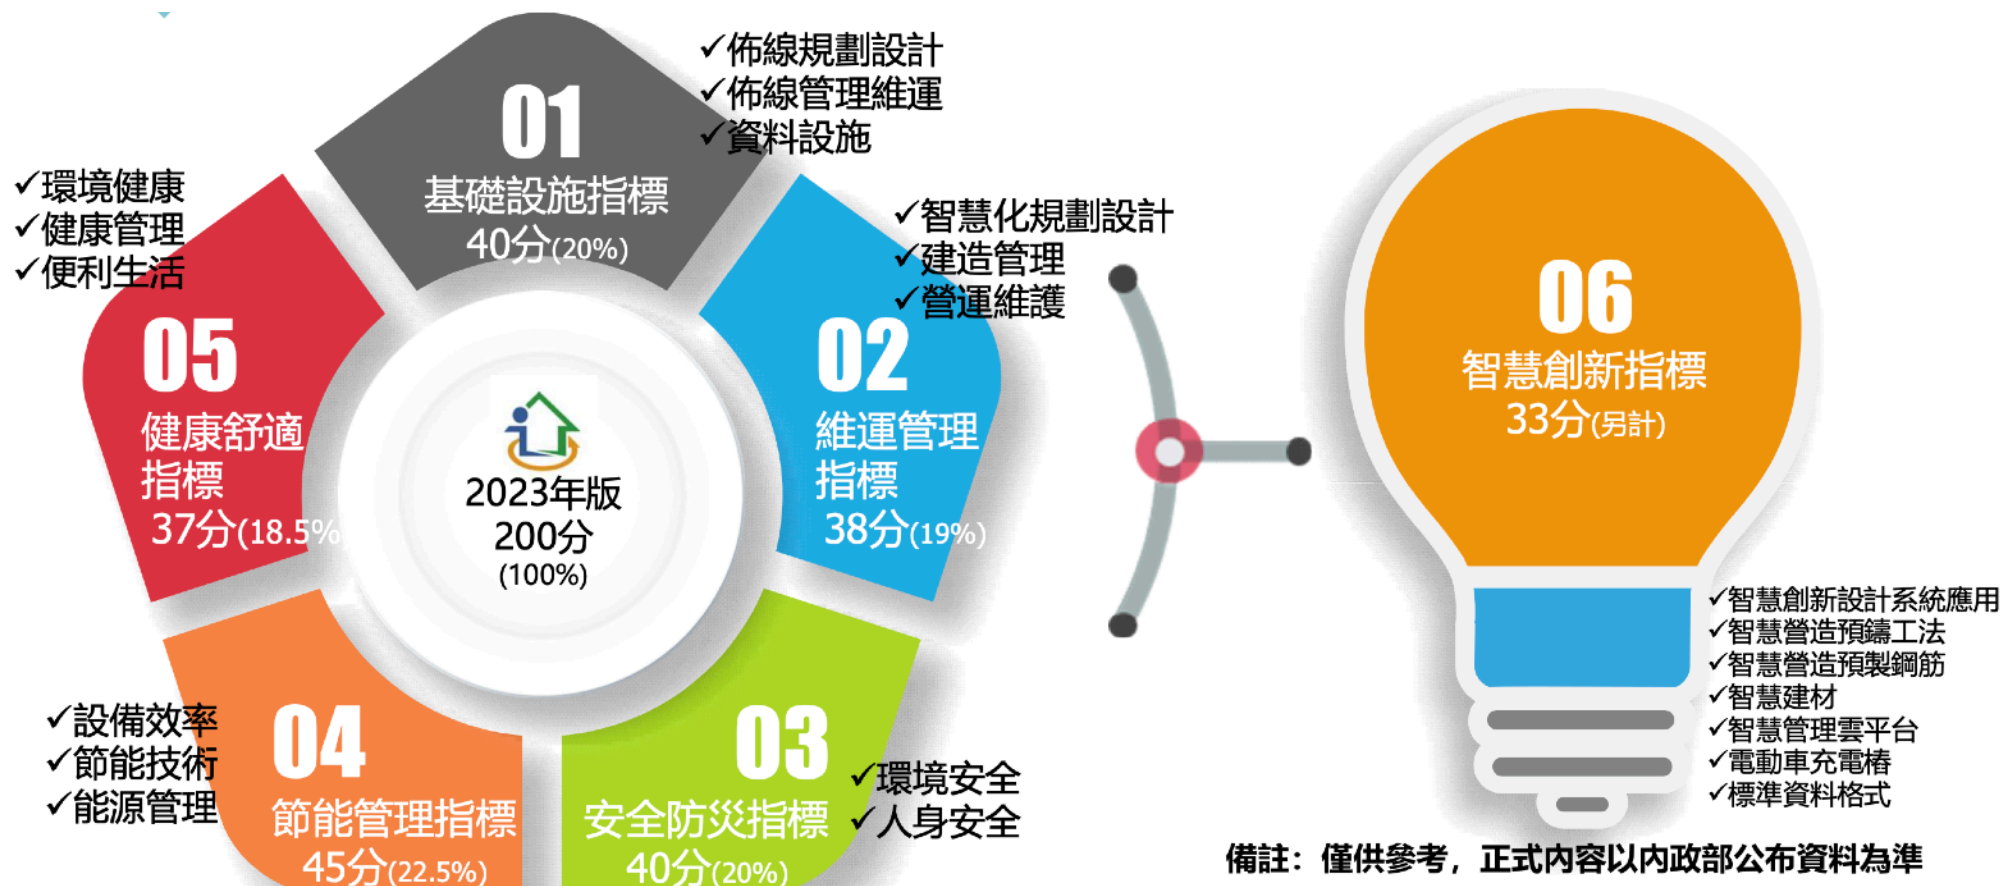 01
基礎設施指標
40分(20%)
✓佈線規劃設計
✓佈線管理維運
✓資料設施
02
維運管理
指標
38分(19%)
✓智慧化規劃設計
✓建造管理
✓營運維護
03
安全防災指標
40分(20%)
✓環境安全
✓人身安全
04
節能管理指標
45分(22.5%)
✓設備效率
✓節能技術
✓能源管理
05
健康舒適
指標
37分(18.5%)
✓環境健康
✓健康管理
✓便利生活
2023年版
200分
(100%)
06
智慧創新指標
33分(另計)
✓智慧創新設計系統應用
✓智慧營造預鑄工法
✓智慧營造預製鋼筋
✓智慧建材
✓智慧管理雲平台
✓電動車充電樁
✓標準資料格式
備註：僅供參考，正式內容以內政部公布資料為準